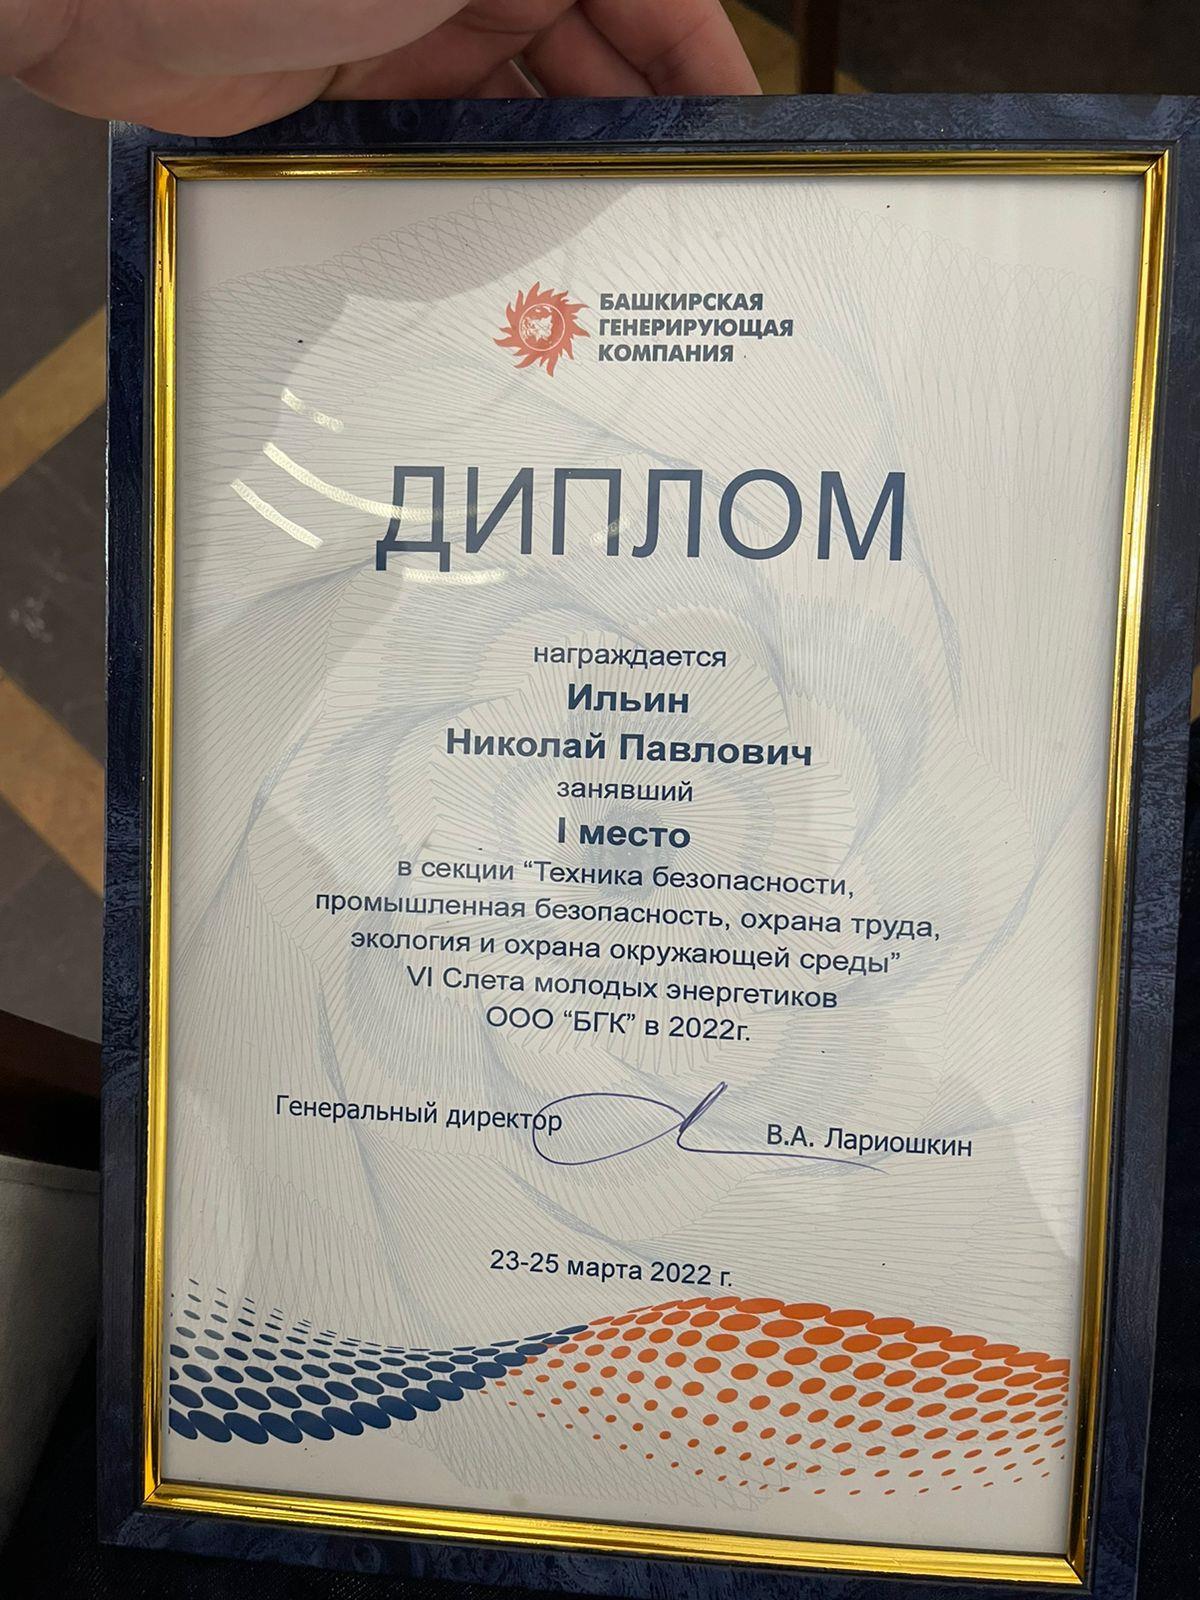 БАШКИРСКАЯ
ГЕНЕРИРУЮЩАЯ
КОМПАНИЯ
ДИПЛОМ
награждается
Ильин
Николай Павлович
занявший
I место
в секции “Техника безопасности,
промышленная безопасность, охрана труда,
экология и охрана окружающей среды”
VI Слета молодых энергетиков
ООО “БГК” в 2022г.
Генеральный директор В.А. Лариошкин
23-25 марта 2022 г.